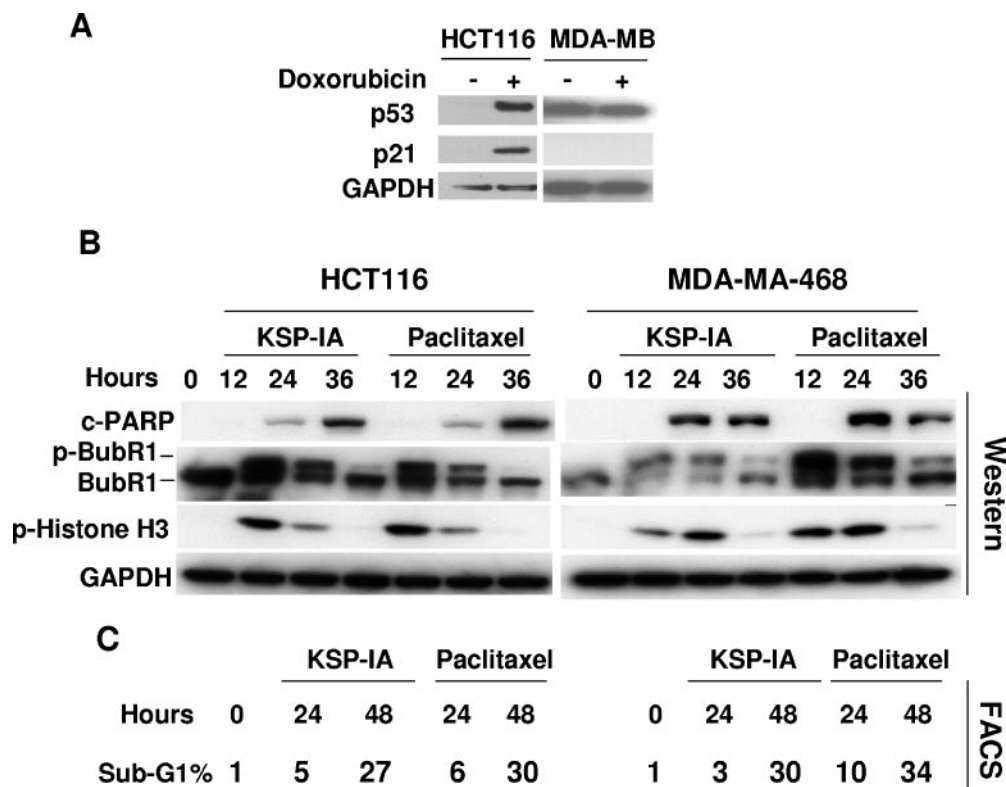 A
HCT116 MDA-MB
Doxorubicin - + - +
p53
p21
GAPDH
B
HCT116 MDA-MA-468
KSP-IA Paclitaxel KSP-IA Paclitaxel
Hours 0 12 24 36 12 24 36 0 12 24 36 12 24 36
c-PARP
p-BubR1
BubR1
p-Histone H3
GAPDH
Western
C
KSP-IA Paclitaxel KSP-IA Paclitaxel
Hours 0 24 48 24 48 0 24 48 24 48
Sub-G1% 1 5 27 6 30 1 3 30 10 34
FACS